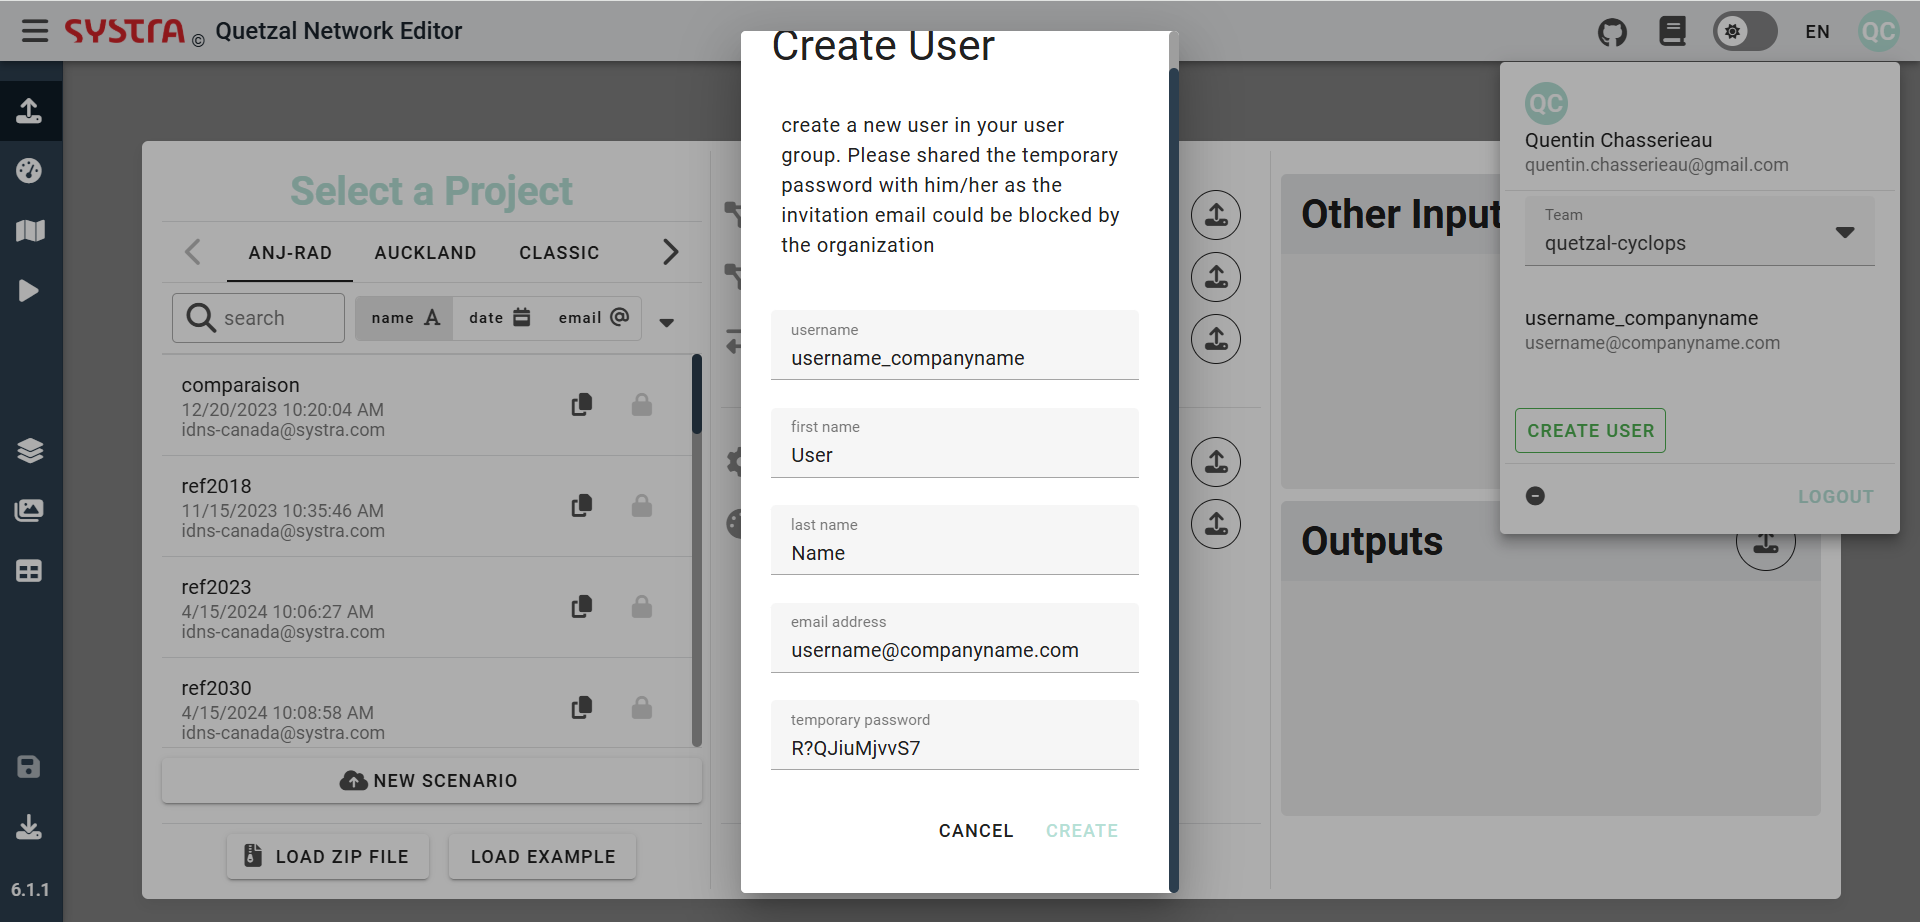 SYSTRA ©
Quetzal Network Editor
EN
QC
Select a Project
ANJ-RAD
AUCKLAND
CLASSIC
search
name
date
email
comparaison
12/20/2023 10:20:04 AM
idns-canada@systra.com
ref2018
11/15/2023 10:35:46 AM
idns-canada@systra.com
ref2023
4/15/2024 10:06:27 AM
idns-canada@systra.com
ref2030
4/15/2024 10:08:58 AM
idns-canada@systra.com
NEW SCENARIO
LOAD ZIP FILE
LOAD EXAMPLE
6.1.1
Create User
create a new user in your user
group. Please shared the temporary
password with him/her as the
invitation email could be blocked by
the organization
username
username_companyname
first name
User
last name
Name
email address
username@companyname.com
temporary password
R?QJiuMjvvS7
CANCEL
CREATE
Other Input
Outputs
QC
Quentin Chasserieau
quentin.chasserieau@gmail.com
Team
quetzal-cyclops
username_companyname
username@companyname.com
CREATE USER
LOGOUT